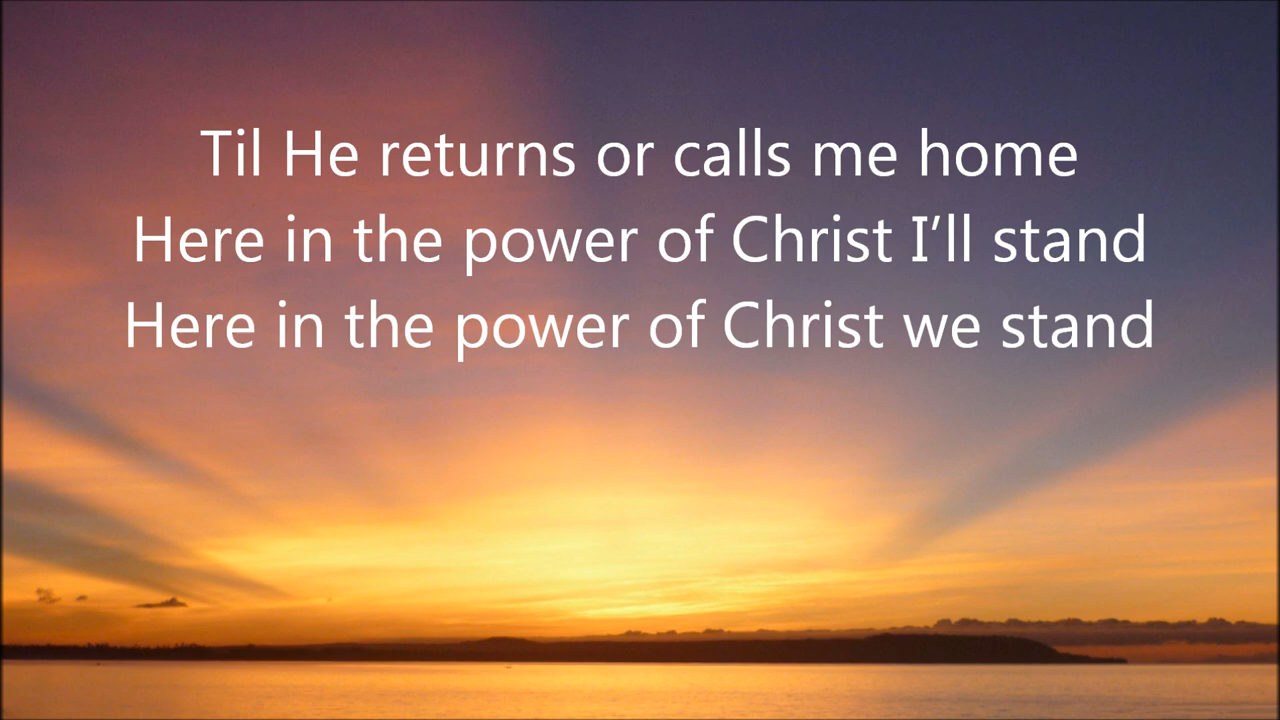 Til He returns or calls me home
Here in the power of Christ I’ll stand
Here in the power of Christ we stand